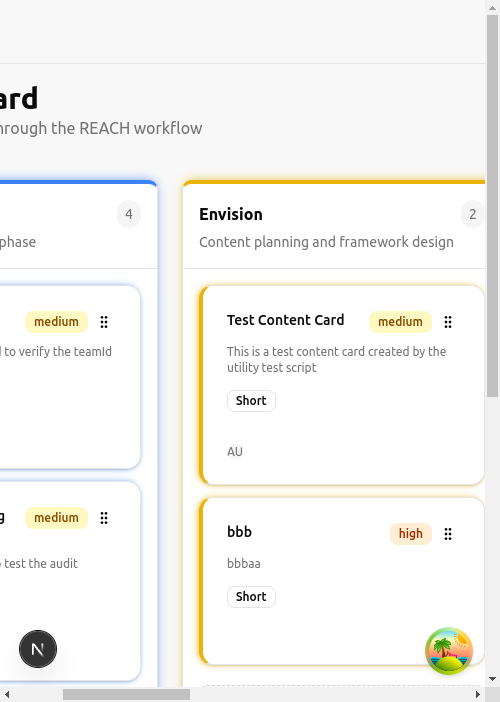 ard
hrough the REACH workflow
4
phase
medium
d to verify the teamId
g
medium
o test the audit
N
Envision
2
Content planning and framework design
Test Content Card
medium
This is a test content card created by the
utility test script
Short
AU
bbb
high
bbbaa
Short